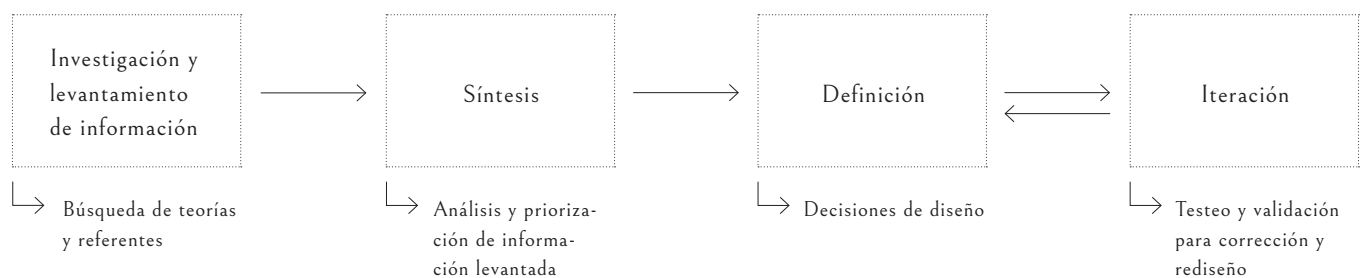 Investigación y
levantamiento
de información
Síntesis
Definición
Iteración
Búsqueda de teorías
y referentes
Análisis y prioriza-
ción de informa-
ción levantada
Decisiones de diseño
Testeo y validación
para corrección y
rediseño